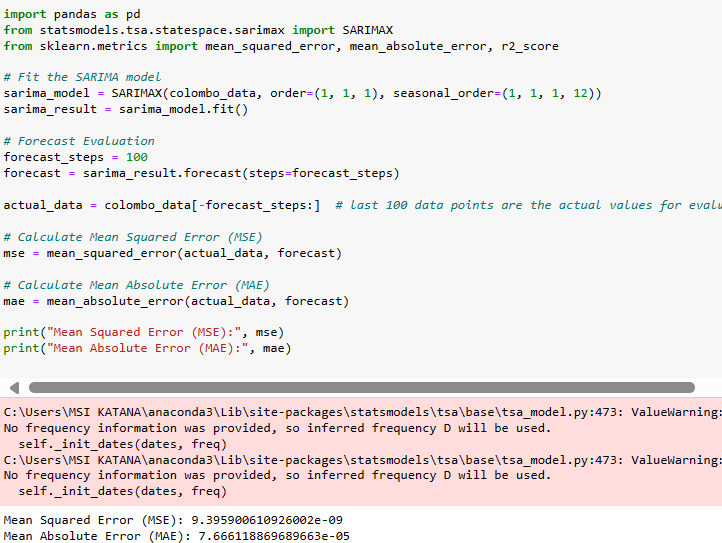 import pandas as pd
from statsmodels.tsa.statespace.sarimax import SARIMAX
from sklearn.metrics import mean_squared_error, mean_absolute_error, r2_score
# Fit the SARIMA model
sarima_model = SARIMAX(colombo_data, order=(1, 1, 1), seasonal_order=(1, 1, 1, 12))
sarima_result = sarima_model.fit()
# Forecast Evaluation
forecast_steps = 100
forecast = sarima_result.forecast(steps=forecast_steps)
actual_data = colombo_data[-forecast_steps:]  # last 100 data points are the actual values for evalu
# Calculate Mean Squared Error (MSE)
mse = mean_squared_error(actual_data, forecast)
# Calculate Mean Absolute Error (MAE)
mae = mean_absolute_error(actual_data, forecast)
print("Mean Squared Error (MSE):", mse)
print("Mean Absolute Error (MAE):", mae)
C:\Users\MSI KATANA\anaconda3\Lib\site-packages\statsmodels\tsa\base\tsa_model.py:473: ValueWarning:
No frequency information was provided, so inferred frequency D will be used.
  self._init_dates(dates, freq)
C:\Users\MSI KATANA\anaconda3\Lib\site-packages\statsmodels\tsa\base\tsa_model.py:473: ValueWarning:
No frequency information was provided, so inferred frequency D will be used.
  self._init_dates(dates, freq)
Mean Squared Error (MSE): 9.395900610926002e-09
Mean Absolute Error (MAE): 7.666118869689663e-05